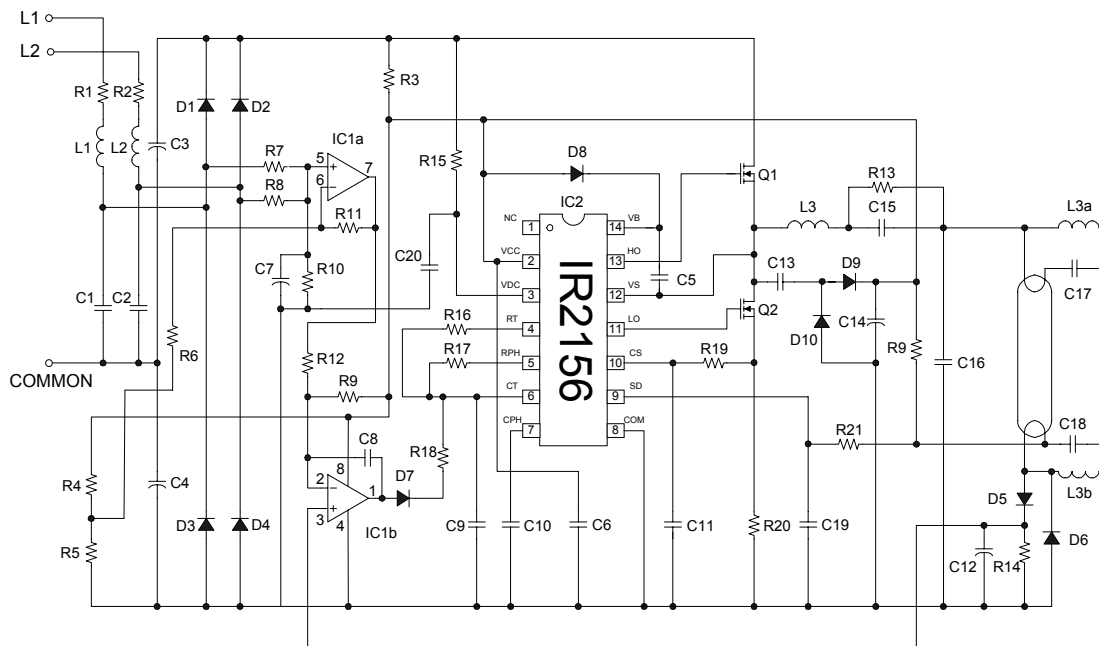 L1
L2
R1
R2
D1
D2
R3
L1
L2
C3
IC1a
R7
5
+
7
R8
6
−
R11
R15
D8
Q1
R13
C15
L3
L3a
IC2
NC
1
14
VB
VCC
2
13
HO
VDC
3
12
VS
RT
4
11
LO
RPH
5
10
CS
CT
6
9
SD
CPH
7
8
COM
IR2156
C20
C5
C7
R10
C1
C2
R6
C13
D9
Q2
D10
C14
R9
C16
C17
COMMON
R12
R9
R16
R17
R19
C8
R18
R21
C18
L3b
R4
C4
8
2
−
1
D7
+
3
4
IC1b
D3
D4
R5
C9
C10
C6
C11
R20
C19
D5
C12
R14
D6